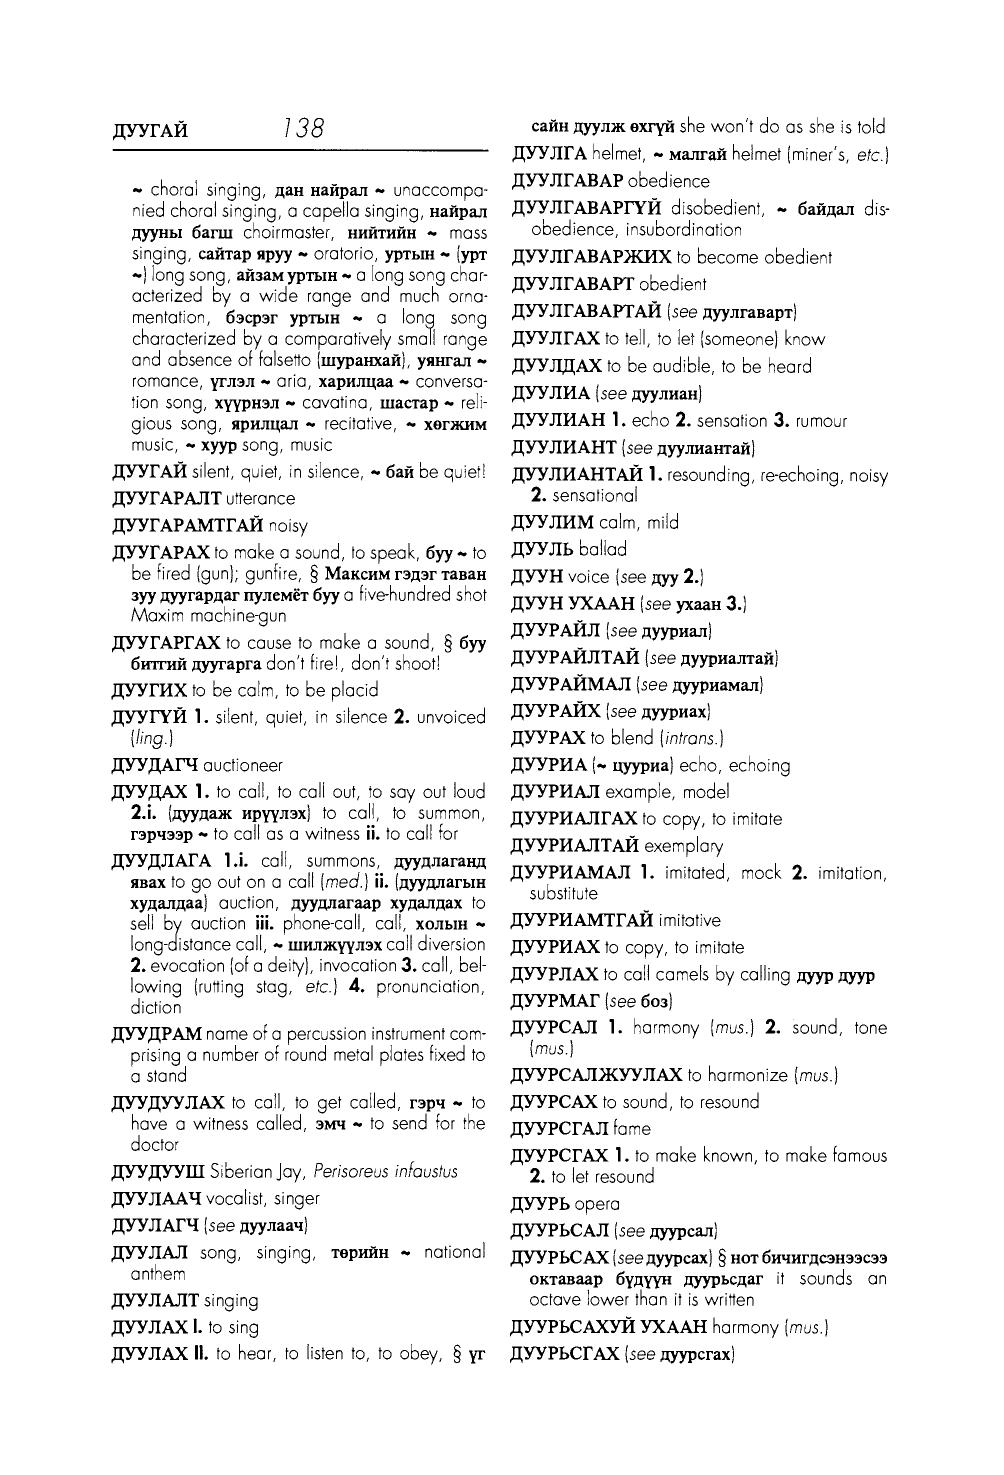 ДУУГАЙ 138
~ choral singing, дан найрал ~ unaccompa-
nied choral singing, a capella singing, найрал
дууны багш choirmaster, нийтийн ~ mass
singing, сайтар яруу ~ oratorio, уртын ~ (урт
~) long song, айзам уртын ~ a long song char-
acterized by a wide range and much orna-
mentation, бэсрэг уртын ~ a long song
characterized by a comparatively small range
and absence of falsetto (шуранхай), уянгал ~
romance, үглэл ~ aria, харилцаа ~ conversa-
tion song, хүүрнэл ~ cavatina, шастар ~ reli-
gious song, ярилцал ~ recitative, ~ хөгжим
music, ~ хуур song, music
ДУУГАЙ silent, quiet, in silence, ~ бай be quiet!
ДУУГАРАЛТ utterance
ДУУГАРАМТГАЙ noisy
ДУУГАРАХ to make a sound, to speak, буу ~ to
be fired (gun); gunfire, § Максим гэдэг таван
зуу дуугардаг пулемёт буу a five-hundred shot
Maxim machine-gun
ДУУГАРГАХ to cause to make a sound, § буу
битгий дуугарга don't fire!, don't shoot!
ДУУГИХ to be calm, to be placid
ДУУГҮЙ 1. silent, quiet, in silence 2. unvoiced
(ling.)
ДУУДАГЧ auctioneer
ДУУДАХ 1. to call, to call out, to say out loud
2.i. (дуудаж ирүүлэх) to call, to summon,
гэрчээр ~ to call as a witness ii. to call for
ДУУДЛАГА 1.i. call, summons, дуудлаганд
явах to go out on a call (med.) ii. (дуудлагын
худалдаа) auction, дуудлагаар худалдах to
sell by auction iii. phone-call, call, холын ~
long-distance call, ~ шилжүүлэх call diversion
2. evocation (of a deity), invocation 3. call, bel-
lowing (rutting stag, etc.) 4. pronunciation,
diction
ДУУДРАМ name of a percussion instrument com-
prising a number of round metal plates fixed to
a stand
ДУУДУУЛАХ to call, to get called, гэрч ~ to
have a witness called, эмч ~ to send for the
doctor
ДУУДУУШ Siberian Jay, Perisoreus infaustus
ДУУЛААЧ vocalist, singer
ДУУЛАГЧ (see дуулаач)
ДУУЛАЛ song, singing, төрийн ~ national
anthem
ДУУЛАЛТ singing
ДУУЛАХ I. to sing
ДУУЛАХ II. to hear, to listen to, to obey, § үг
сайн дуулж өхгүй she won't do as she is told
ДУУЛГА helmet, ~ малгай helmet (miner's, etc.)
ДУУЛГАВАР obedience
ДУУЛГАВАРГҮЙ disobedient, ~ байдал dis-
obedience, insubordination
ДУУЛГАВАРЖИХ to become obedient
ДУУЛГАВАРТ obedient
ДУУЛГАВАРТАЙ (see дуулгаварт)
ДУУЛГАХ to tell, to let (someone) know
ДУУЛДАХ to be audible, to be heard
ДУУЛИА (see дуулиан)
ДУУЛИАН 1. echo 2. sensation 3. rumour
ДУУЛИАНТ (see дуулиантай)
ДУУЛИАНТАЙ 1. resounding, re-echoing, noisy
2. sensational
ДУУЛИМ calm, mild
ДУУЛЬ ballad
ДУУН voice (see дуу 2.)
ДУУН УХААН (see ухаан 3.)
ДУУРАЙЛ (see дууриал)
ДУУРАЙЛТАЙ (see дууриалтай)
ДУУРАЙМАЛ (see дууриамал)
ДУУРАЙХ (see дууриах)
ДУУРАХ to blend (intrans.)
ДУУРИА (~ цууриа) echo, echoing
ДУУРИАЛ example, model
ДУУРИАЛГАХ to copy, to imitate
ДУУРИАЛТАЙ exemplary
ДУУРИАМАЛ 1. imitated, mock 2. imitation,
substitute
ДУУРИАМТГАЙ imitative
ДУУРИАХ to copy, to imitate
ДУУРЛАХ to call camels by calling дуур дуур
ДУУРМАГ (see боз)
ДУУРСАЛ 1. harmony (mus.) 2. sound, tone
(mus.)
ДУУРСАЛЖУУЛАХ to harmonize (mus.)
ДУУРСАХ to sound, to resound
ДУУРСГАЛ fame
ДУУРСГАХ 1. to make known, to make famous
2. to let resound
ДУУРЬ opera
ДУУРЬСАЛ (see дуурсал)
ДУУРЬСАХ (see дуурсах) § нот бичигдсэнээсээ
октаваар бүдүүн дуурьсдаг it sounds an
octave lower than it is written
ДУУРЬСАХУЙ УХААН harmony (mus.)
ДУУРЬСГАХ (see дуурсгах)